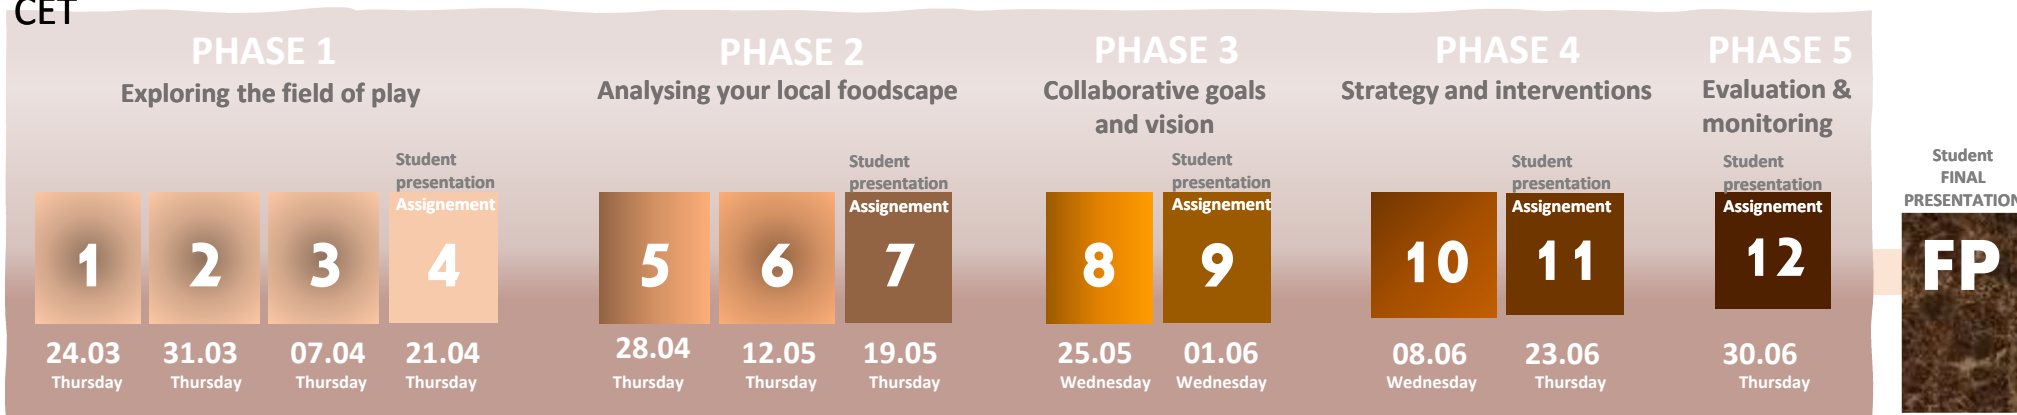 CET
PHASE 1
Exploring the field of play
Student
presentation
Assignement
1
2
3
4
24.03
Thursday
31.03
Thursday
07.04
Thursday
21.04
Thursday
PHASE 2
Analysing your local foodscape
Student
presentation
Assignement
5
6
7
28.04
Thursday
12.05
Thursday
19.05
Thursday
PHASE 3
Collaborative goals
and vision
Student
presentation
Assignement
8
9
25.05
Wednesday
01.06
Wednesday
PHASE 4
Strategy and interventions
Student
presentation
Assignement
10
11
08.06
Wednesday
23.06
Thursday
PHASE 5
Evaluation &
monitoring
Student
presentation
Assignement
12
30.06
Thursday
Student
FINAL
PRESENTATION
FP